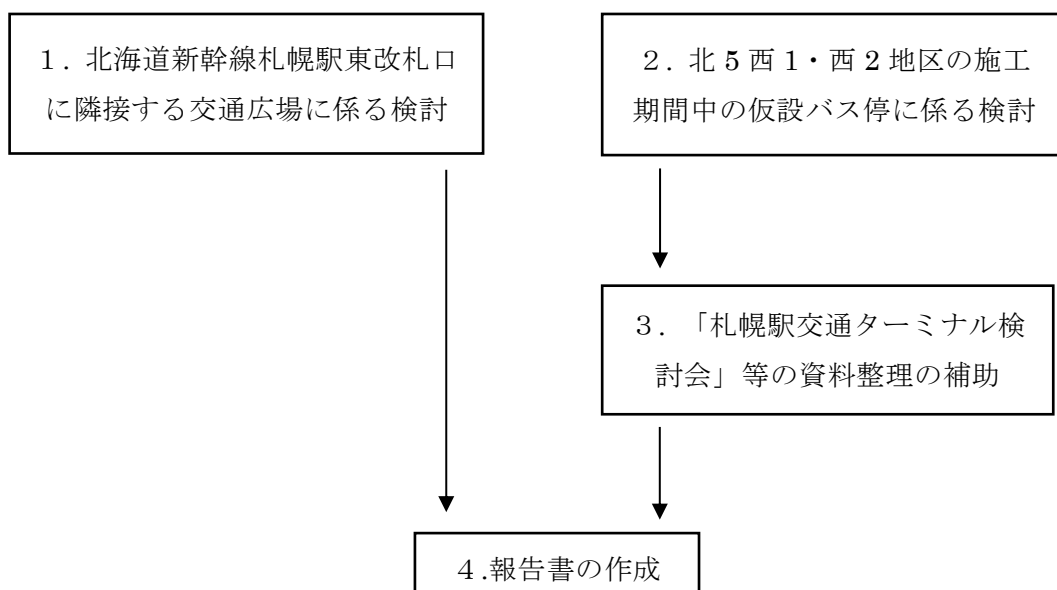 １．北海道新幹線札幌駅東改札口
に隣接する交通広場に係る検討
２．北 5 西 1・西 2 地区の施工
期間中の仮設バス停に係る検討
３．「札幌駅交通ターミナル検
討会」等の資料整理の補助
４.報告書の作成